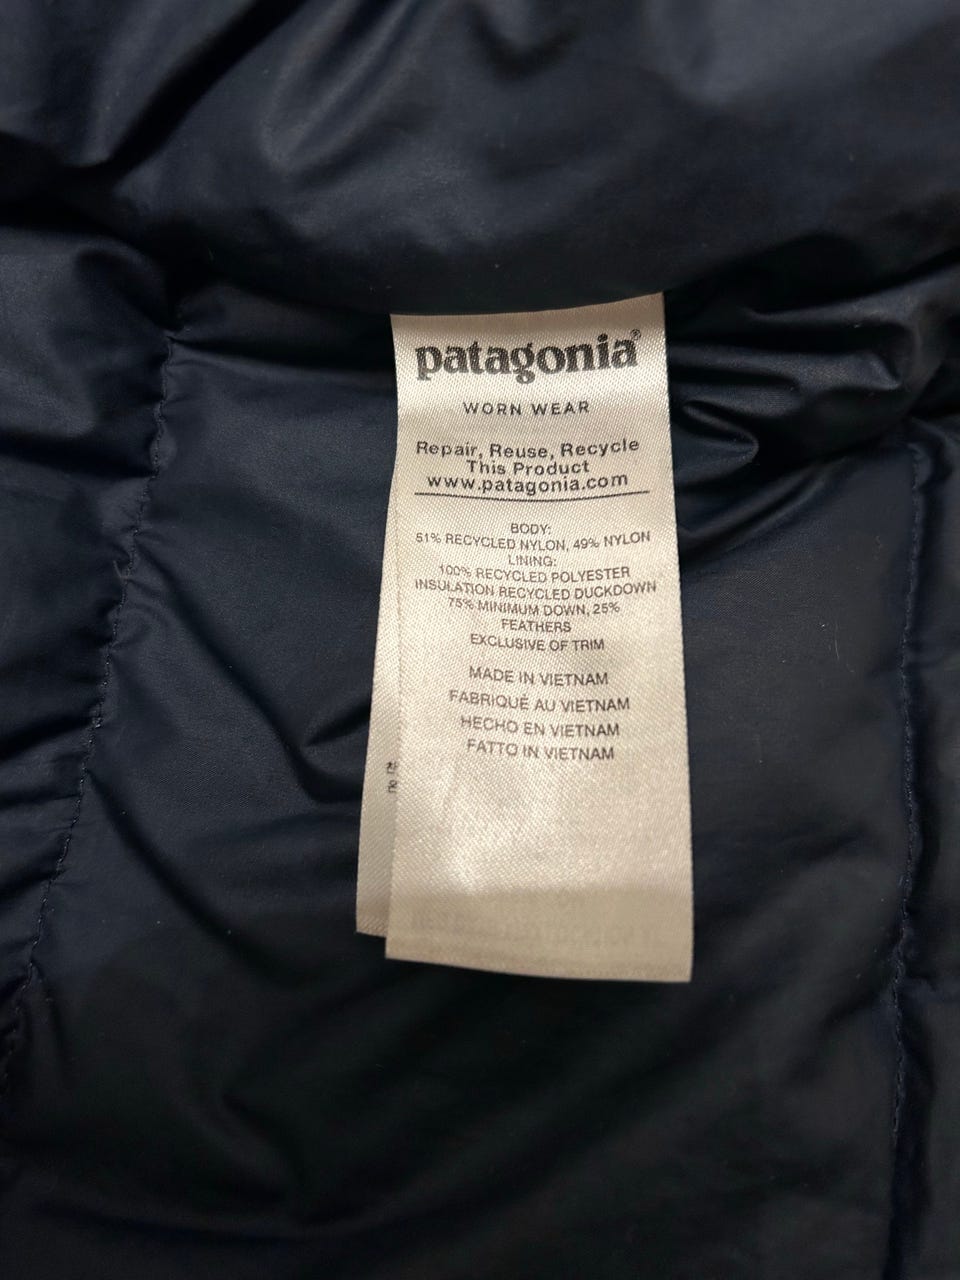 patagonia®
WORN WEAR
Repair, Reuse, Recycle
This Product
www.patagonia.com
BODY:
51% RECYCLED NYLON, 49% NYLON
LINING:
100% RECYCLED POLYESTER
INSULATION RECYCLED DUCKDOWN
75% MINIMUM DOWN, 25%
FEATHERS
EXCLUSIVE OF TRIM
MADE IN VIETNAM
FABRIQUÉ AU VIETNAM
HECHO EN VIETNAM
FATTO IN VIETNAM